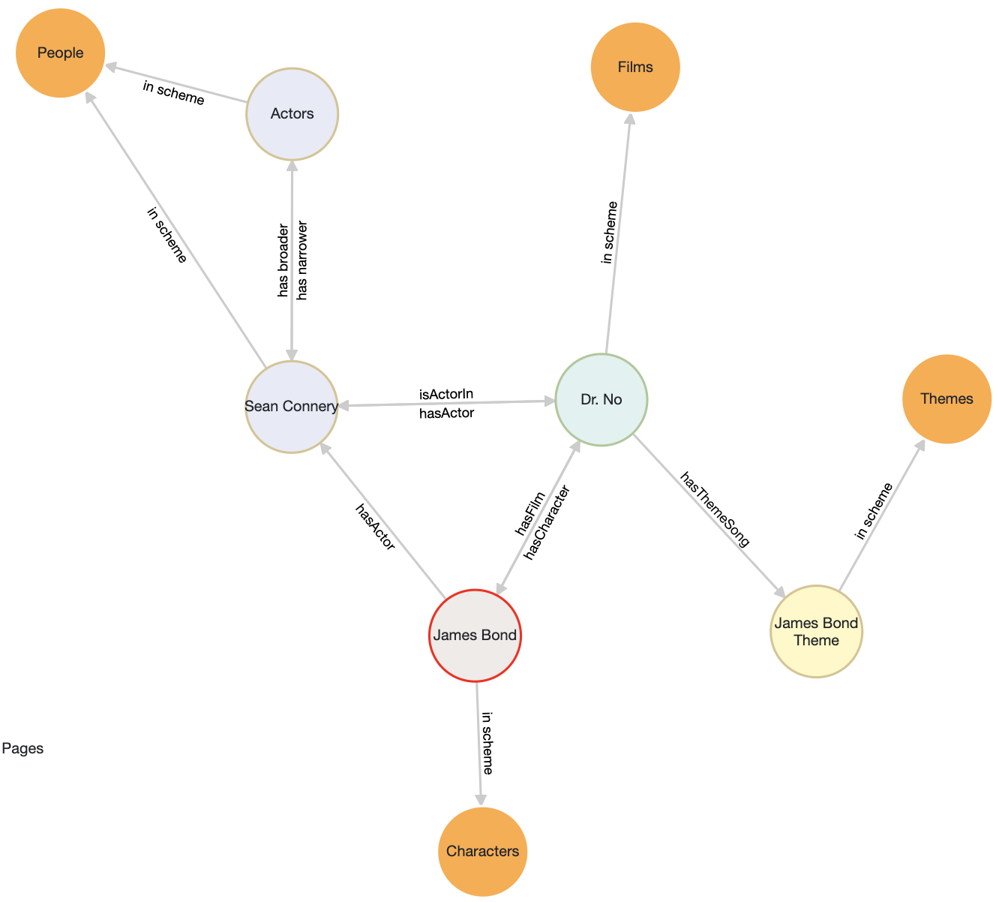 People
Films
in scheme
Actors
in scheme
in scheme
has broader
has narrower
Sean Connery
isActorIn
hasActor
Dr. No
Themes
hasActor
hasFilm
hasCharacter
hasThemeSong
in scheme
James Bond
James Bond
Theme
in scheme
Pages
Characters